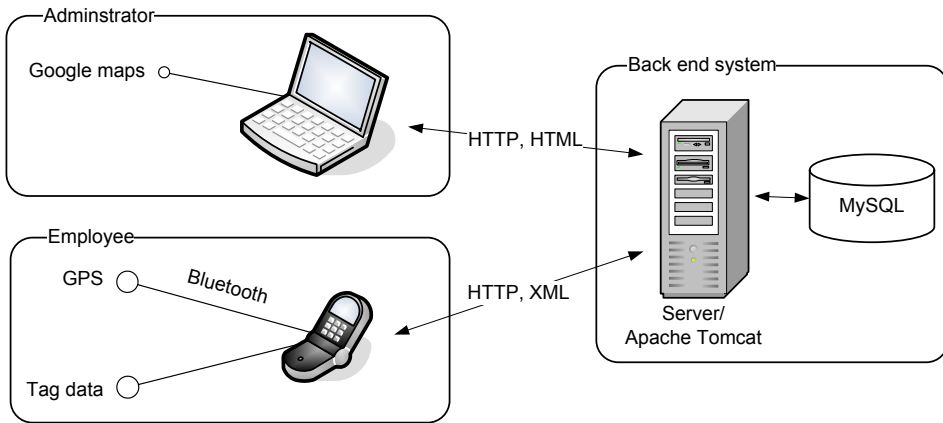 Adminstrator
Google maps
HTTP, HTML
Back end system
MySQL
Server/
Apache Tomcat
Employee
GPS
Bluetooth
HTTP, XML
Tag data